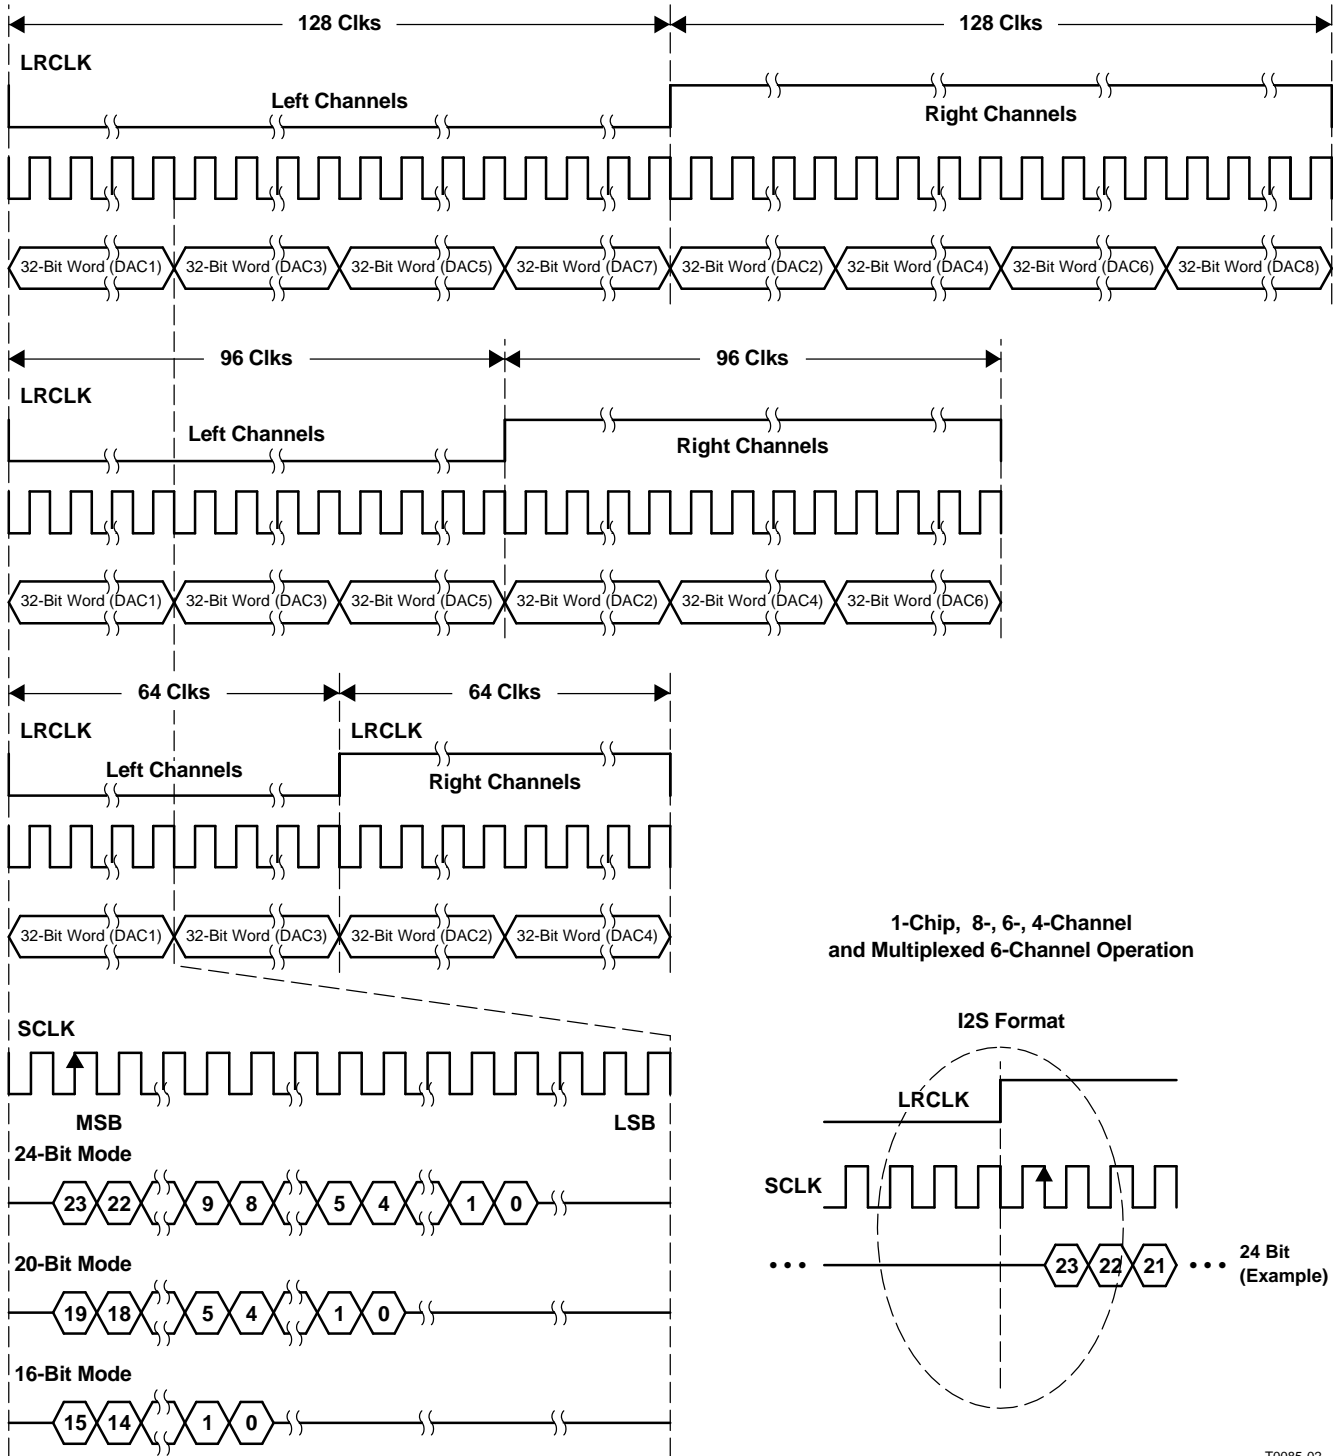 128 Clks 128 Clks
LRCLK
Left Channels
Right Channels
32-Bit Word (DAC1) 32-Bit Word (DAC3) 32-Bit Word (DAC5) 32-Bit Word (DAC7) 32-Bit Word (DAC2) 32-Bit Word (DAC4) 32-Bit Word (DAC6) 32-Bit Word (DAC8)
96 Clks 96 Clks
LRCLK
Left Channels
Right Channels
32-Bit Word (DAC1) 32-Bit Word (DAC3) 32-Bit Word (DAC5) 32-Bit Word (DAC2) 32-Bit Word (DAC4) 32-Bit Word (DAC6)
64 Clks 64 Clks
LRCLK LRCLK
Left Channels
Right Channels
32-Bit Word (DAC1) 32-Bit Word (DAC3) 32-Bit Word (DAC2) 32-Bit Word (DAC4)
1-Chip, 8-, 6-, 4-Channel
and Multiplexed 6-Channel Operation
SCLK
MSB LSB
24-Bit Mode
23 22 9 8 5 4 1 0
20-Bit Mode
19 18 5 4 1 0
16-Bit Mode
15 14 1 0
I2S Format
LRCLK
SCLK
••• 23 22 21 •••
24 Bit
(Example)
T0085-02